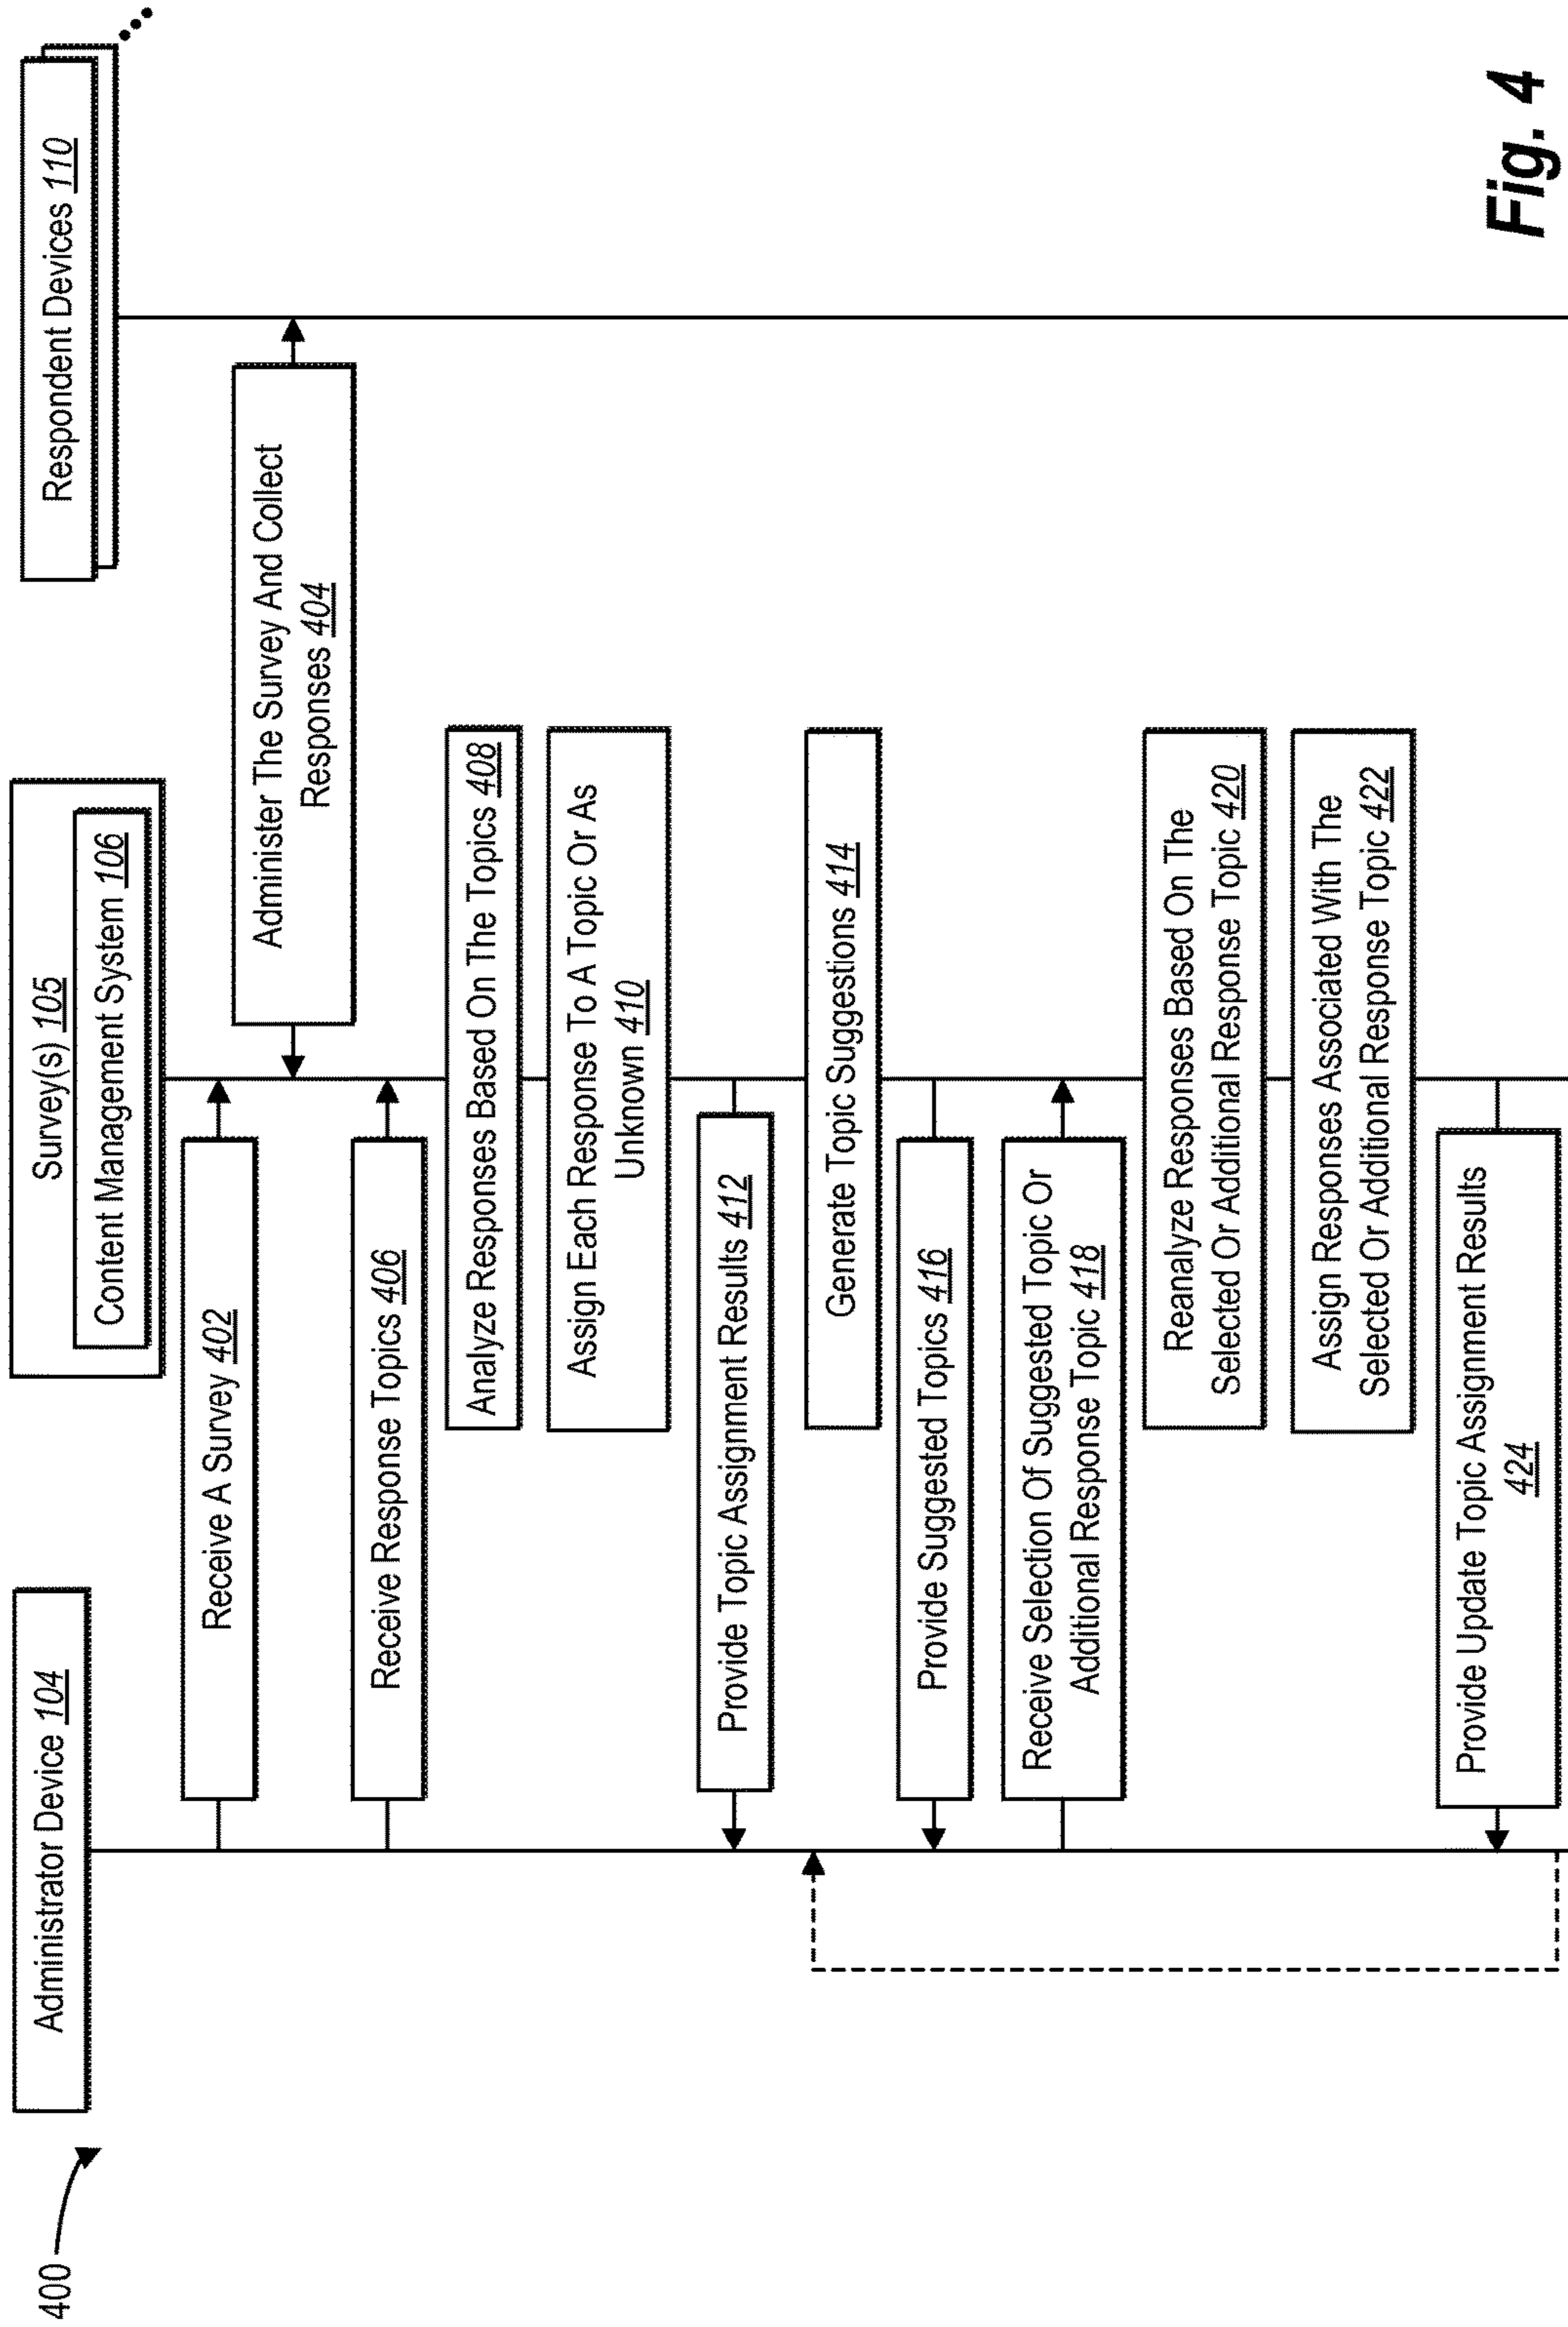 400
Administrator Device 104
Survey(s) 105
Content Management System 106
Respondent Devices 110
Receive A Survey 402
Administer The Survey And Collect
Responses 404
Receive Response Topics 406
Analyze Responses Based On The Topics 408
Assign Each Response To A Topic Or As
Unknown 410
Provide Topic Assignment Results 412
Generate Topic Suggestions 414
Provide Suggested Topics 416
Receive Selection Of Suggested Topic Or
Additional Response Topic 418
Reanalyze Responses Based On The
Selected Or Additional Response Topic 420
Assign Responses Associated With The
Selected Or Additional Response Topic 422
Provide Update Topic Assignment Results
424
Fig. 4